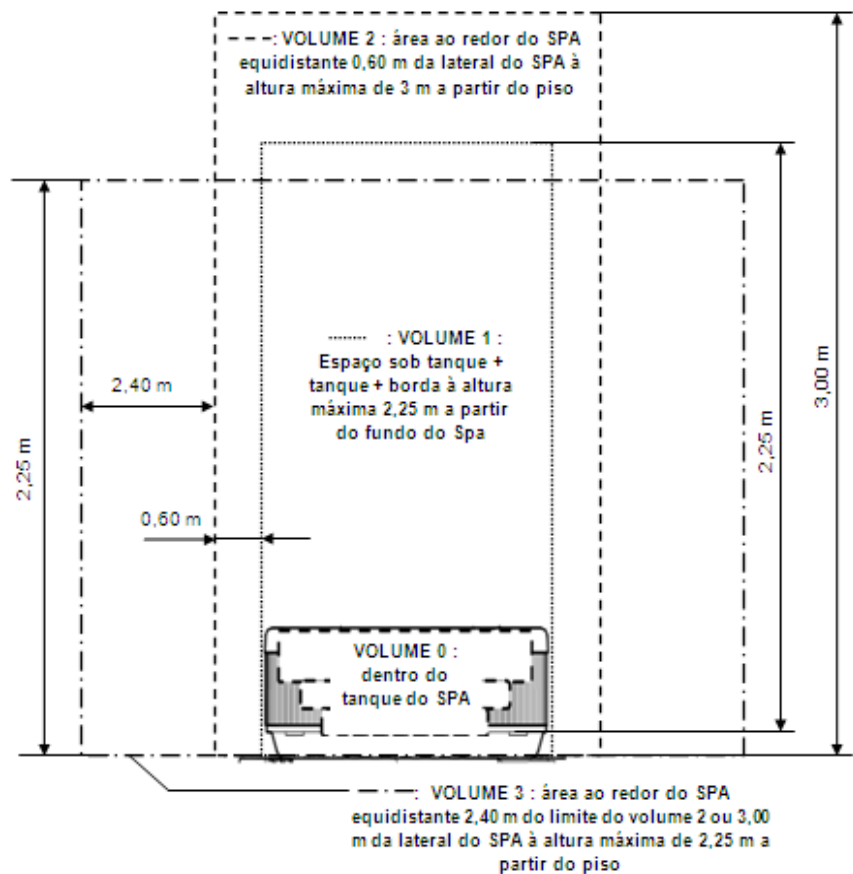 ----: VOLUME 2 : área ao redor do SPA
equidistante 0,60 m da lateral do SPA à
altura máxima de 3 m a partir do piso
........ : VOLUME 1 :
Espaço sob tanque +
tanque + borda à altura
máxima 2,25 m a partir
do fundo do Spa
2,40 m
2,25 m
0,60 m
2,25 m
3,00 m
VOLUME 0 :
dentro do
tanque do SPA
— · — · —: VOLUME 3 : área ao redor do SPA
equidistante 2,40 m do limite do volume 2 ou 3,00
m da lateral do SPA à altura máxima de 2,25 m a
partir do piso